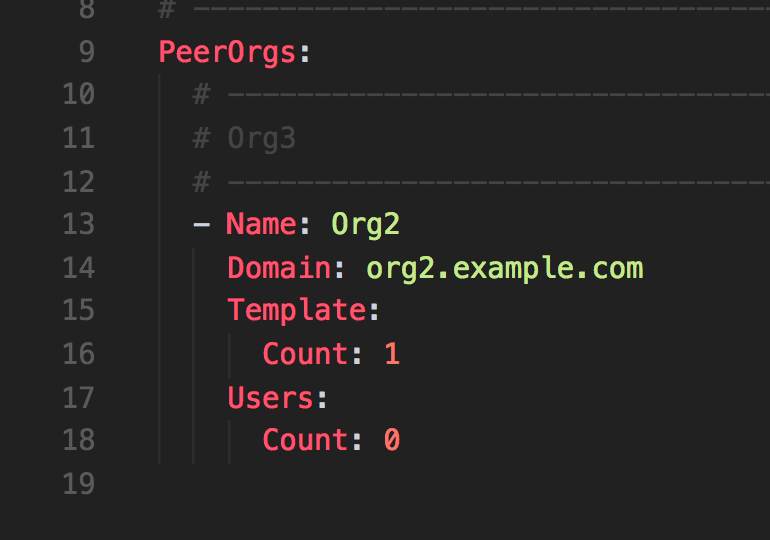 8 # --------------------------------
9 PeerOrgs:
10 # -------------------------------
11 # Org3
12 # -------------------------------
13 - Name: Org2
14 Domain: org2.example.com
15 Template:
16 Count: 1
17 Users:
18 Count: 0
19